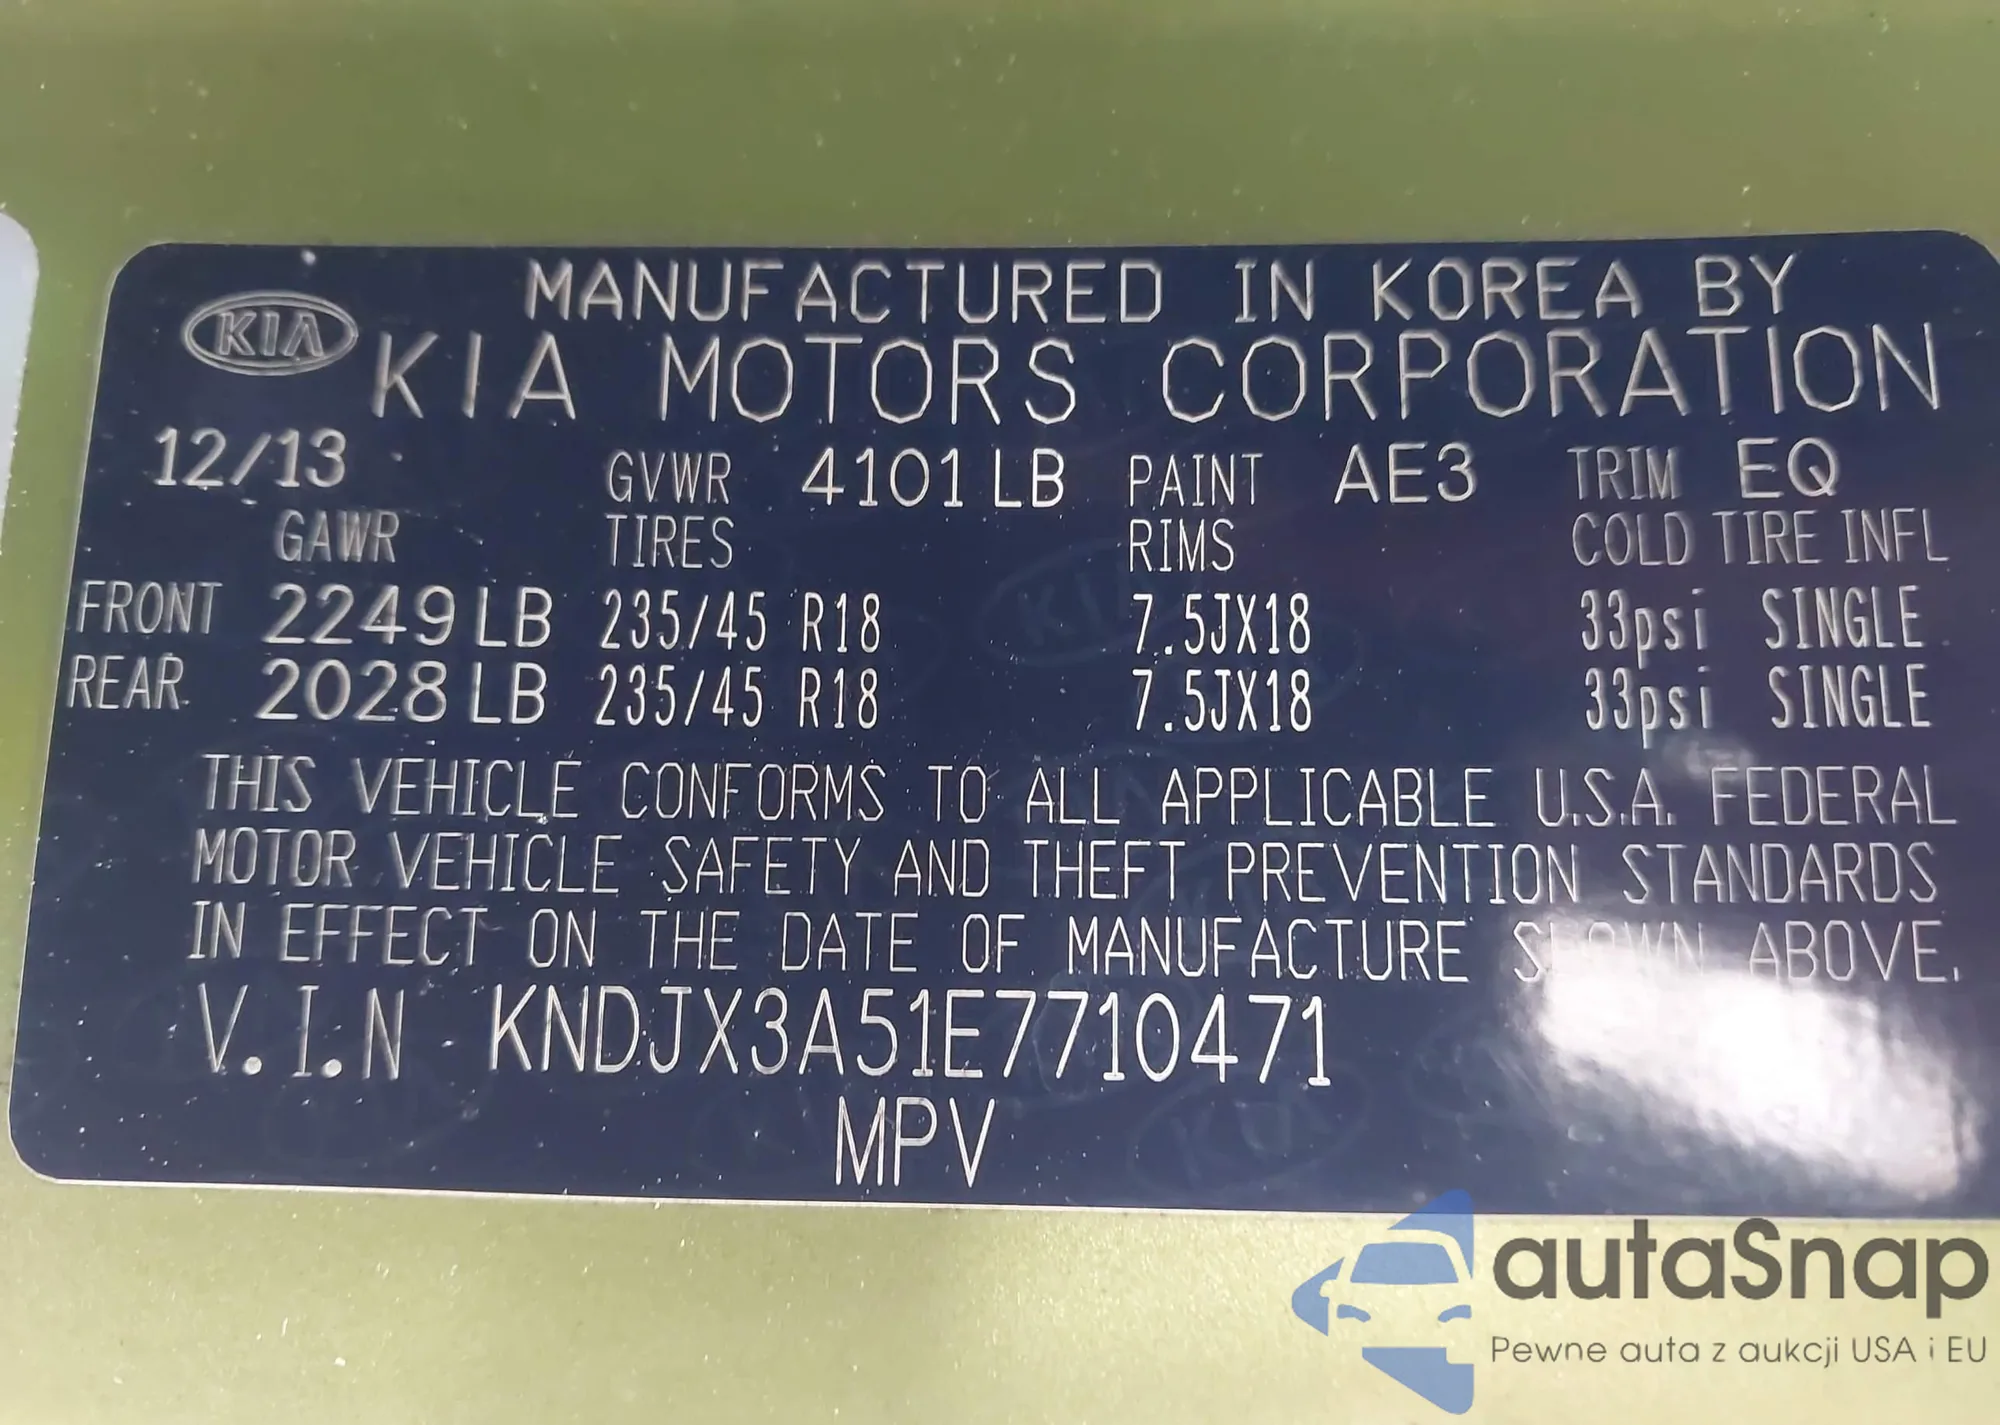 MANUFACTURED IN KOREA BY
KIA KIA MOTORS CORPORATION
12/13 GVWR 4101 LB PAINT AE3 TRIM EQ
GAWR TIRES RIMS COLD TIRE INFL
FRONT 2249 LB 235/45 R18 7.5JX18 33psi SINGLE
REAR 2028 LB 235/45 R18 7.5JX18 33psi SINGLE
THIS VEHICLE CONFORMS TO ALL APPLICABLE U.S.A. FEDERAL
MOTOR VEHICLE SAFETY AND THEFT PREVENTION STANDARDS
IN EFFECT ON THE DATE OF MANUFACTURE SHOWN ABOVE.
V.I.N KNDJX3A51E7710471
MPV
autaSnap
Pewne auta z aukcji USA i EU